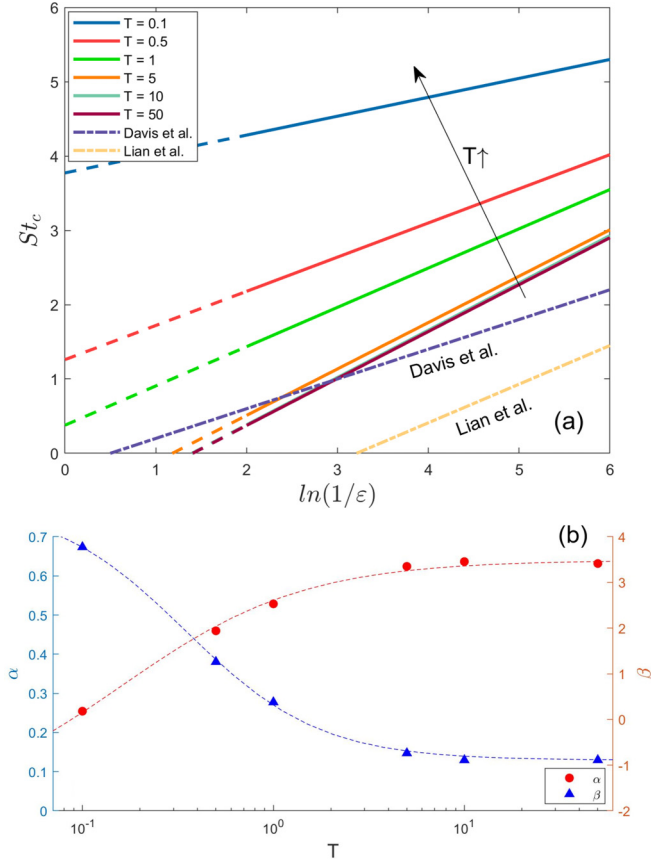 6
5
4
3
2
1
0
St_c
T = 0.1
T = 0.5
T = 1
T = 5
T = 10
T = 50
Davis et al.
Lian et al.
T↑
Davis et al.
Lian et al.
(a)
0 1 2 3 4 5 6
ln(1/ε)
(b)
0.7
0.6
0.5
0.4
0.3
0.2
0.1
0
α
4
3
2
1
0
-1
-2
β
α
β
10^-1 10^0 10^1
T